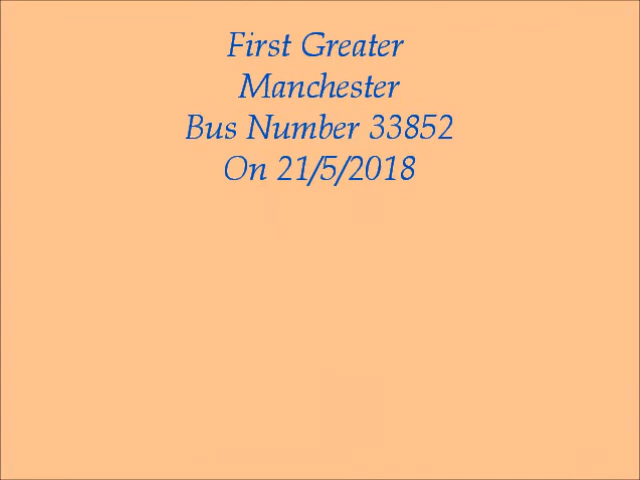 First Greater
Manchester
Bus Number 33852
On 21/5/2018